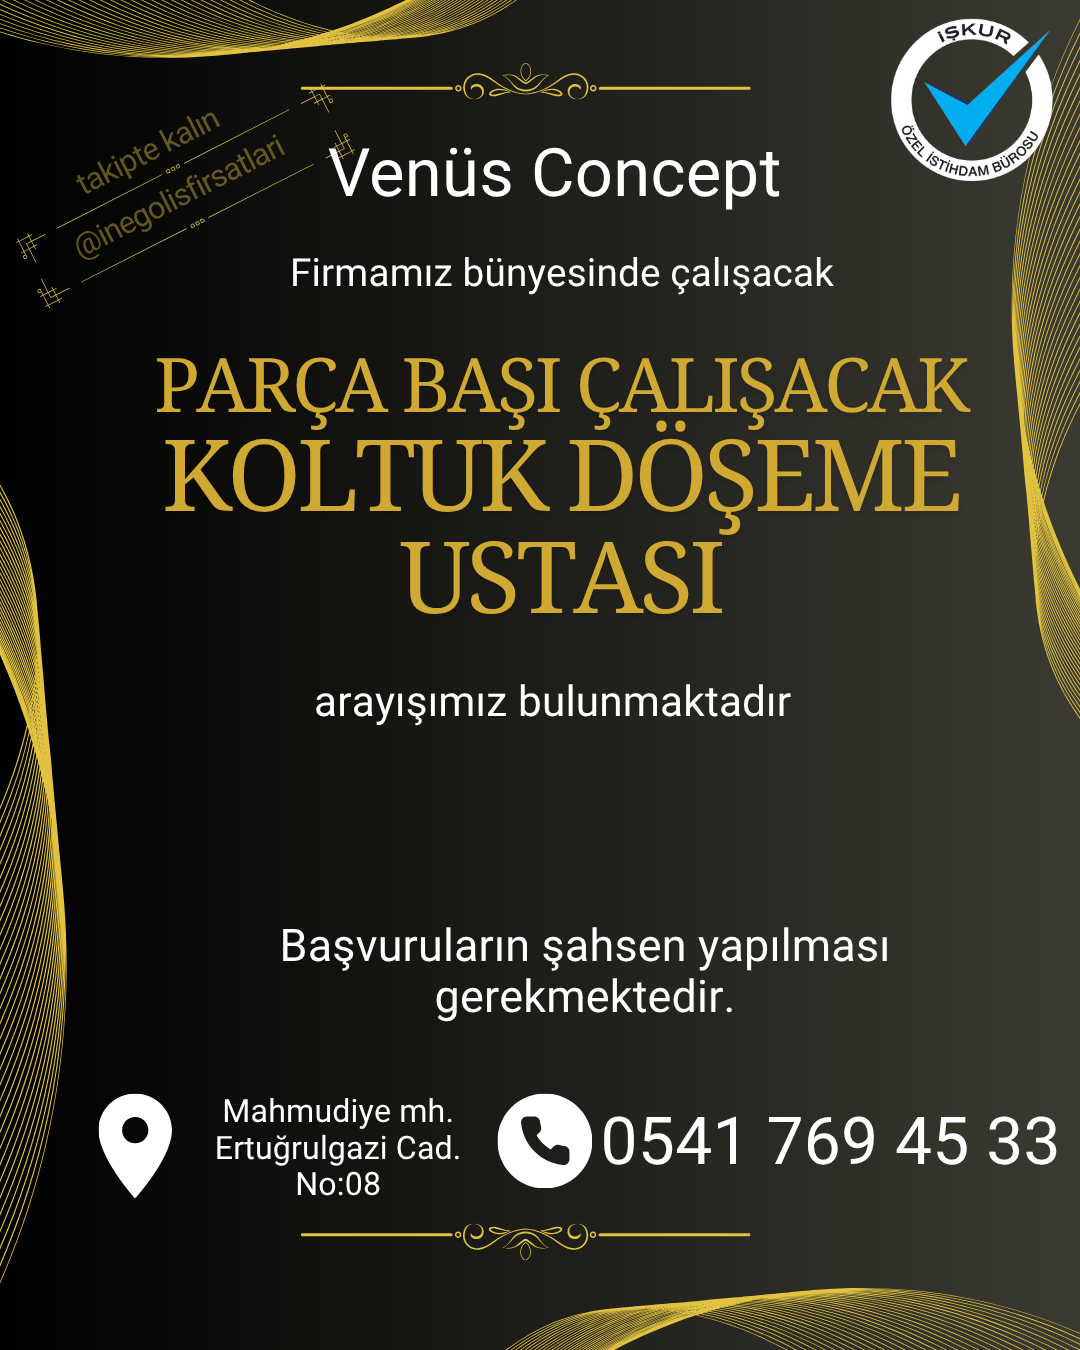 İŞKUR
ÖZEL İSTİHDAM BÜROSU
takipte kalın
@inegolisfirsatlari
Venüs Concept
Firmamız bünyesinde çalışacak
PARÇA BAŞI ÇALIŞACAK
KOLTUK DÖŞEME
USTASI
arayışımız bulunmaktadır
Başvuruların şahsen yapılması
gerekmektedir.
Mahmudiye mh.
Ertuğrulgazi Cad.
No:08
0541 769 45 33